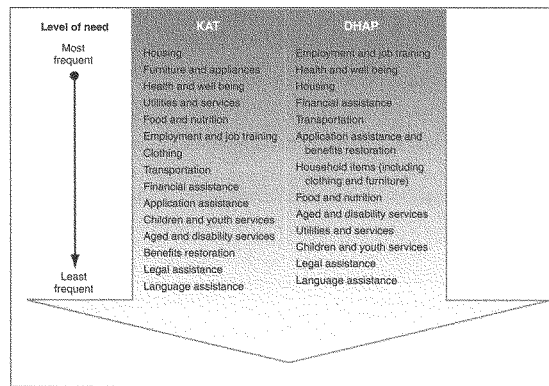 Level of need
KAT
DHAP
Most
frequent
Least
frequent
Housing
Furniture and appliances
Health and well being
Utilities and services
Food and nutrition
Employment and job training
Clothing
Transportation
Financial assistance
Application assistance
Children and youth services
Aged and disability services
Benefits restoration
Legal assistance
Language assistance
Employment and job training
Health and well being
Housing
Financial assistance
Transportation
Application assistance and
benefits restoration
Household items (including
clothing and furniture)
Food and nutrition
Aged and disability services
Utilities and services
Children and youth services
Legal assistance
Language assistance